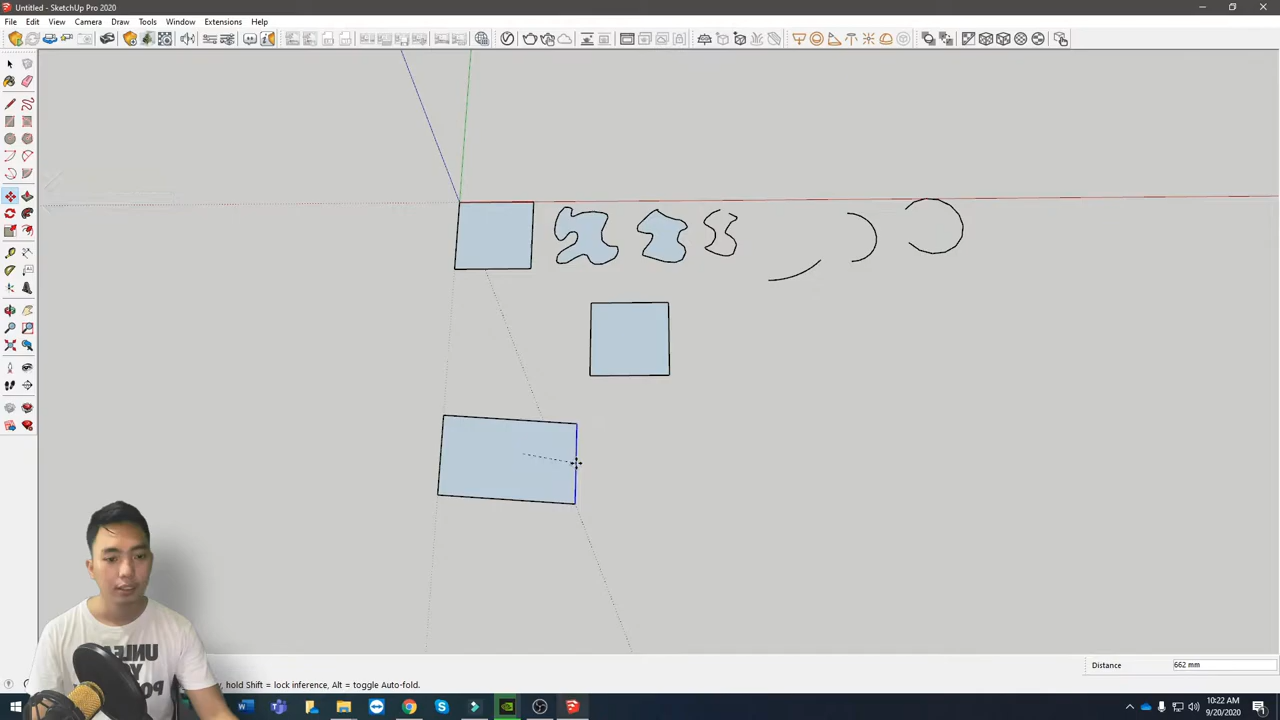 Untitled - SketchUp Pro 2020
File Edit View Camera Draw Tools Window Extensions Help
, hold Shift = lock inference, Alt = toggle Auto-fold.
Distance 662 mm
10:22 AM
9/20/2020